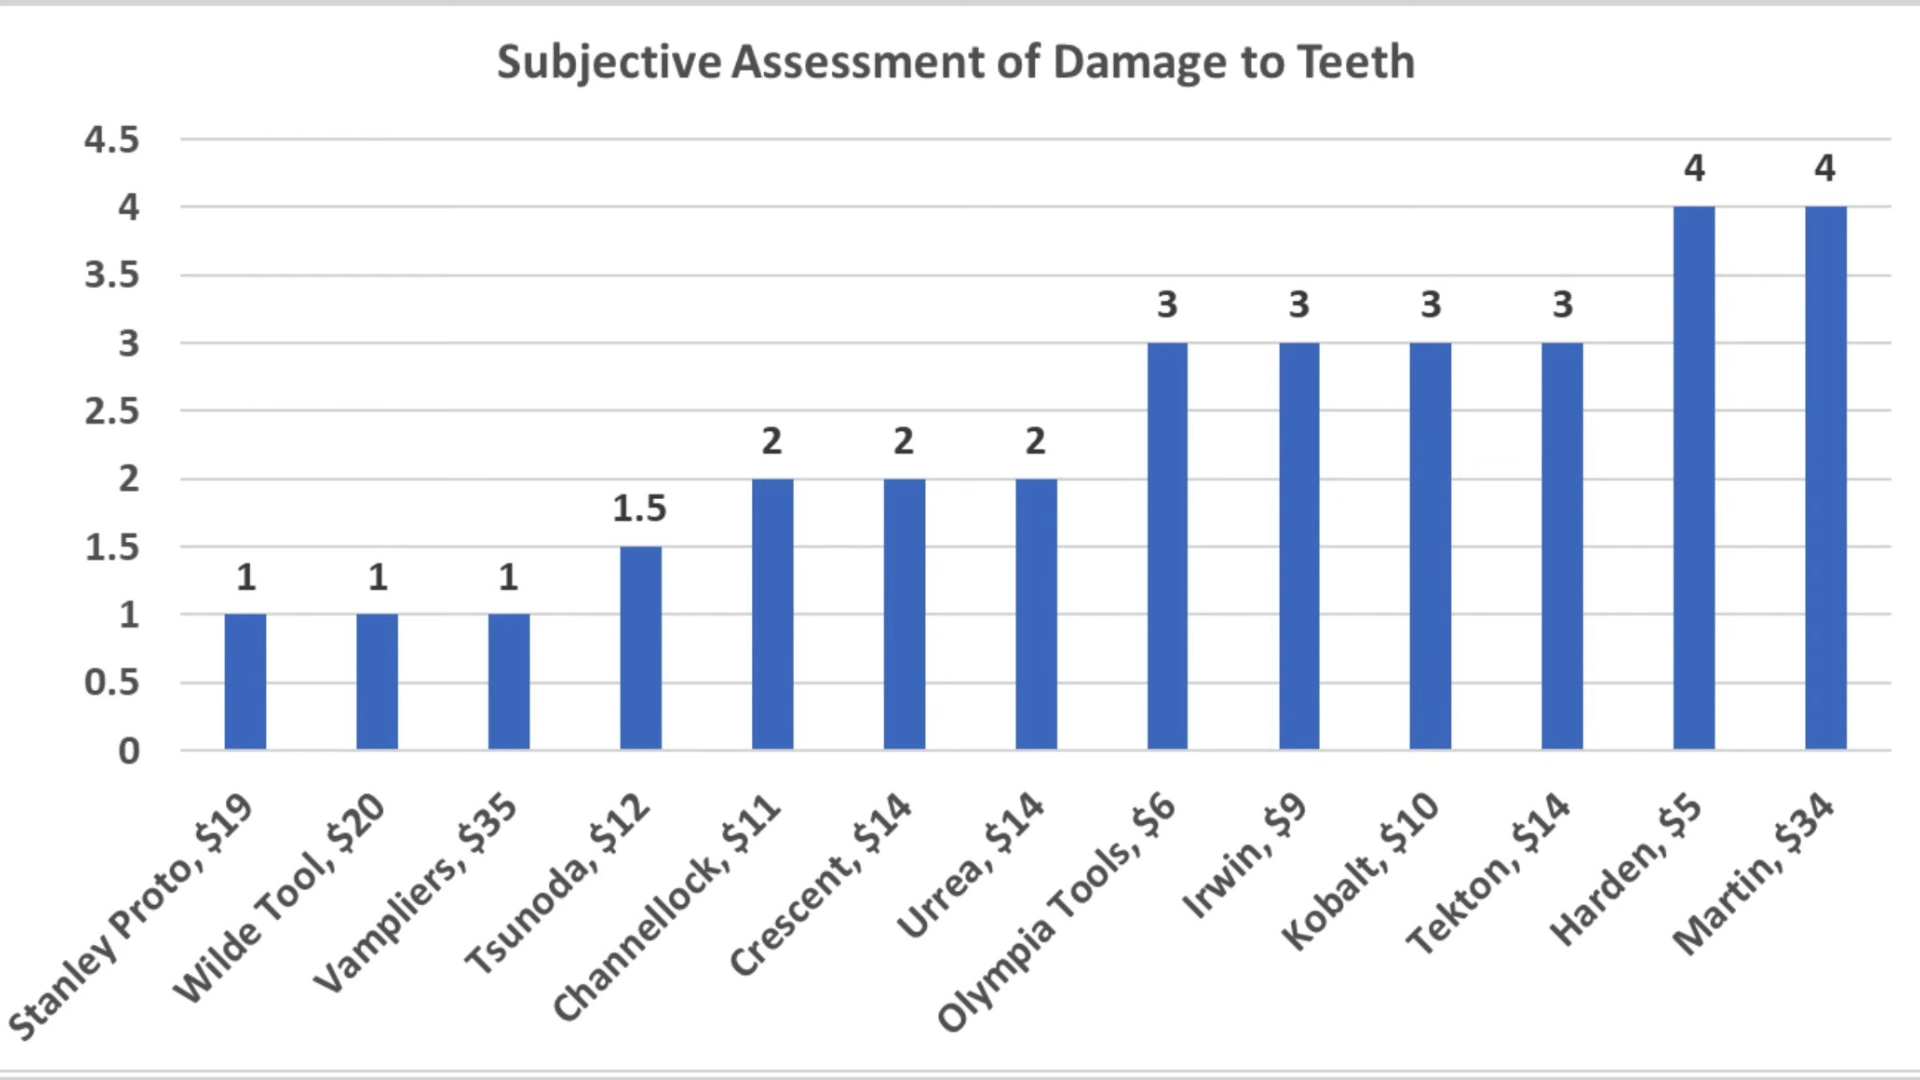 Subjective Assessment of Damage to Teeth
4.5
4
3.5
3
2.5
2
1.5
1
0.5
0
1
1
1
1.5
2
2
2
3
3
3
3
4
4
Stanley Proto, $19
Wilde Tool, $20
Vampliers, $35
Tsunoda, $12
Channellock, $11
Crescent, $14
Urrea, $14
Olympia Tools, $6
Irwin, $9
Kobalt, $10
Tekton, $14
Harden, $5
Martin, $34